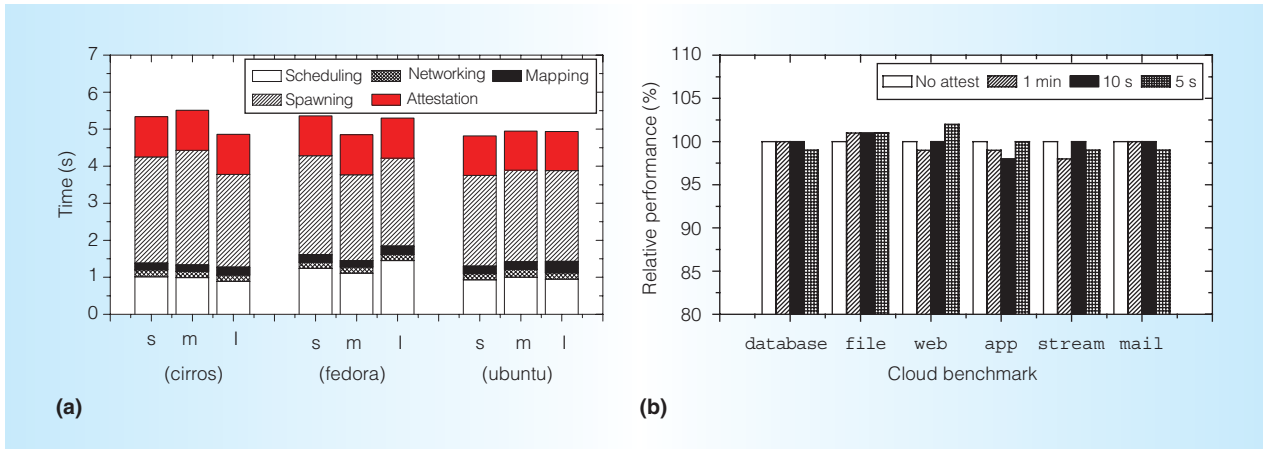 7
6
5
4
3
2
1
0
Time (s)
Scheduling Networking Mapping
Spawning Attestation
s m l s m l s m l
(cirros) (fedora) (ubuntu)
(a)
110
105
100
95
90
85
80
Relative performance (%)
No attest 1 min 10 s 5 s
database file web app stream mail
Cloud benchmark
(b)